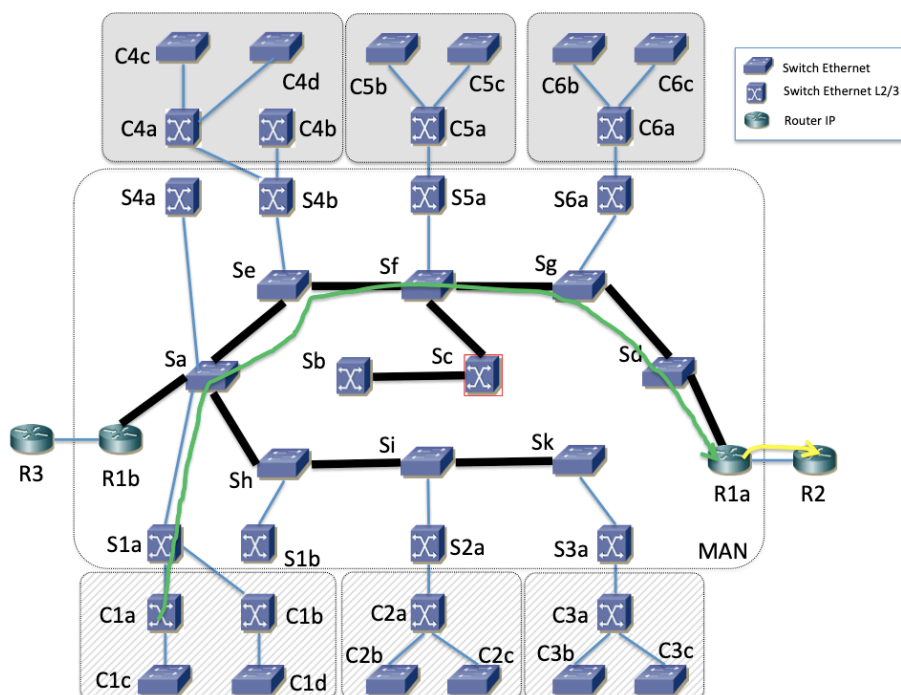 C4c
C4d
C4a
C4b
C5b
C5c
C5a
C6b
C6c
C6a
Switch Ethernet
Switch Ethernet L2/3
Router IP
S4a
S4b
S5a
S6a
Se
Sf
Sg
Sa
Sb
Sc
Sd
R3
R1b
Sh
Si
Sk
R1a
R2
S1a
S1b
S2a
S3a
MAN
C1a
C1b
C2a
C3a
C1c
C1d
C2b
C2c
C3b
C3c